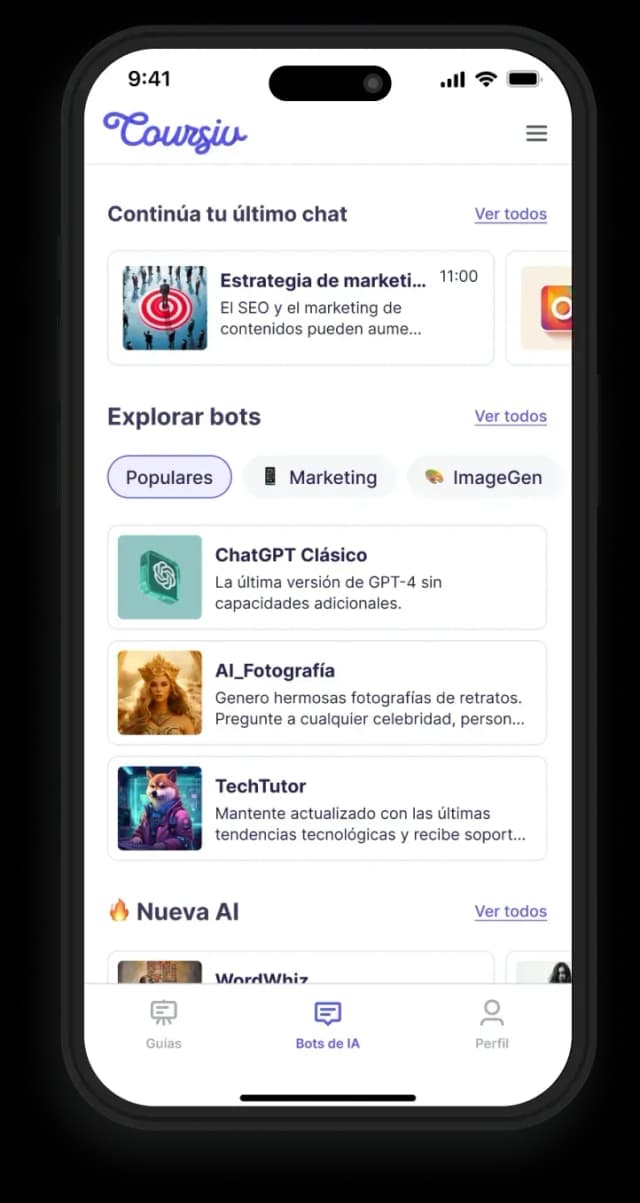 9:41
Coursiv
Continúa tu último chat
Ver todos
Estrategia de marketi...
11:00
El SEO y el marketing de
contenidos pueden aume...
Explorar bots
Ver todos
Populares
Marketing
ImageGen
ChatGPT Clásico
La última versión de GPT-4 sin
capacidades adicionales.
AI_Fotografía
Genero hermosas fotografías de retratos.
Pregunte a cualquier celebridad, person...
TechTutor
Mantente actualizado con las últimas
tendencias tecnológicas y recibe soport...
Nueva AI
Ver todos
WordWhiz
Guías
Bots de IA
Perfil